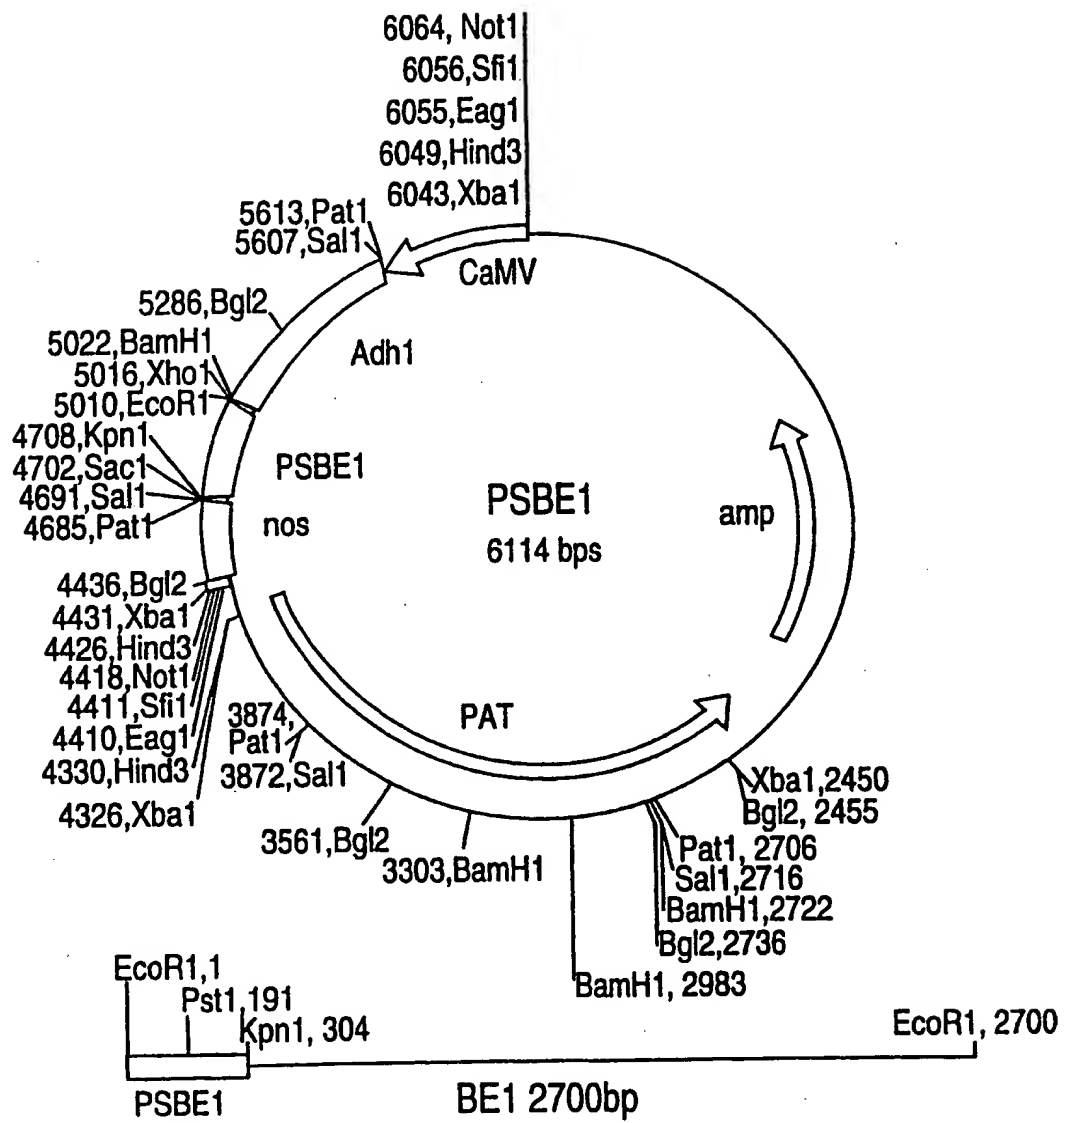 6064, Not1
6056,Sfi1
6055,Eag1
6049,Hind3
6043,Xba1
5613,Pat1
5607,Sal1
CaMV
5286,Bgl2
5022,BamH1
Adh1
5016,Xho1
5010,EcoR1
4708,Kpn1
4702,Sac1
PSBE1
4691,Sal1
PSBE1
amp
4685,Pat1
nos
6114 bps
4436,Bgl2
4431,Xba1
4426,Hind3
4418,Not1
4411,Sfi1
PAT
3874,
Pat1
4410,Eag1
4330,Hind3
3872,Sal1
Xba1,2450
4326,Xba1
Bgl2, 2455
3561,Bgl2
Pat1, 2706
3303,BamH1
Sal1,2716
BamH1,2722
Bgl2,2736
EcoR1,1
BamH1, 2983
Pst1,191
Kpn1, 304
EcoR1, 2700
PSBE1
BE1 2700bp